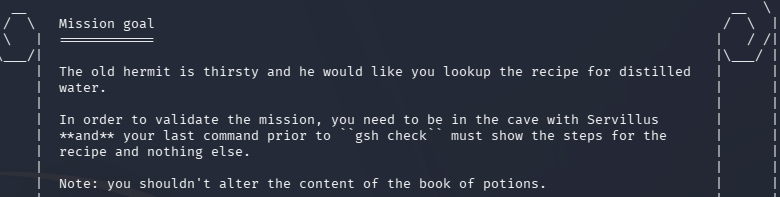 Mission goal
============
The old hermit is thirsty and he would like you lookup the recipe for distilled
water.
In order to validate the mission, you need to be in the cave with Servillus
**and** your last command prior to ``gsh check`` must show the steps for the
recipe and nothing else.
Note: you shouldn't alter the content of the book of potions.